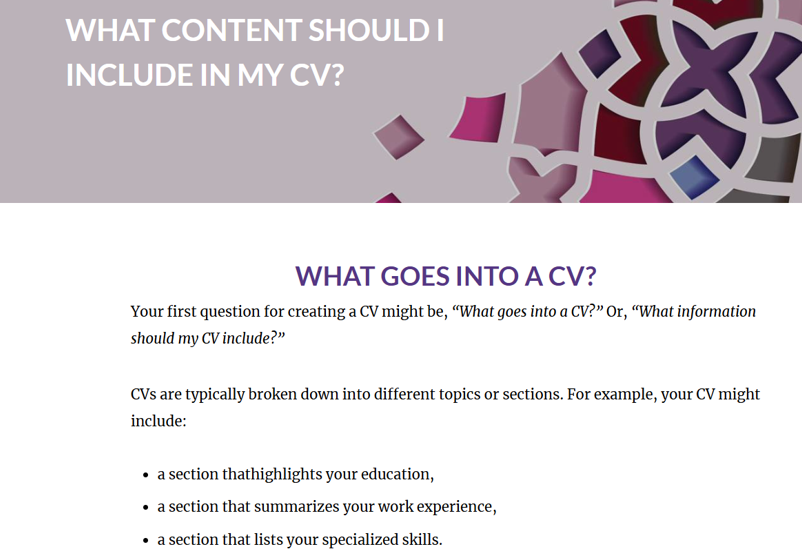 WHAT CONTENT SHOULD I
INCLUDE IN MY CV?
WHAT GOES INTO A CV?
Your first question for creating a CV might be, “What goes into a CV?” Or, “What information
should my CV include?”
CVs are typically broken down into different topics or sections. For example, your CV might
include:
• a section thathighlights your education,
• a section that summarizes your work experience,
• a section that lists your specialized skills.